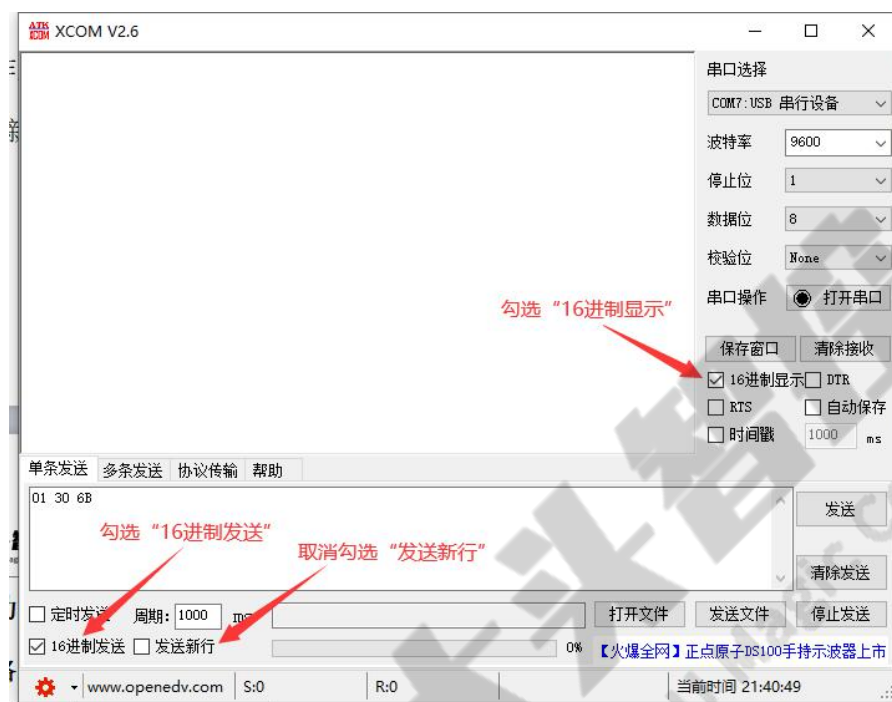 XCOM V2.6
串口选择
COM7:USB 串行设备
波特率 9600
停止位 1
数据位 8
校验位 None
串口操作 打开串口
勾选“16进制显示”
保存窗口 清除接收
16进制显示 DTR
RTS 自动保存
时间戳 1000 ms
单条发送 多条发送 协议传输 帮助
01 30 6B
发送
勾选“16进制发送”
取消勾选“发送新行”
清除发送
定时发送 周期: 1000 ms 打开文件 发送文件 停止发送
16进制发送 发送新行 0% 【火爆全网】正点原子DS100手持示波器上市
www.openedv.com S:0 R:0 当前时间 21:40:49